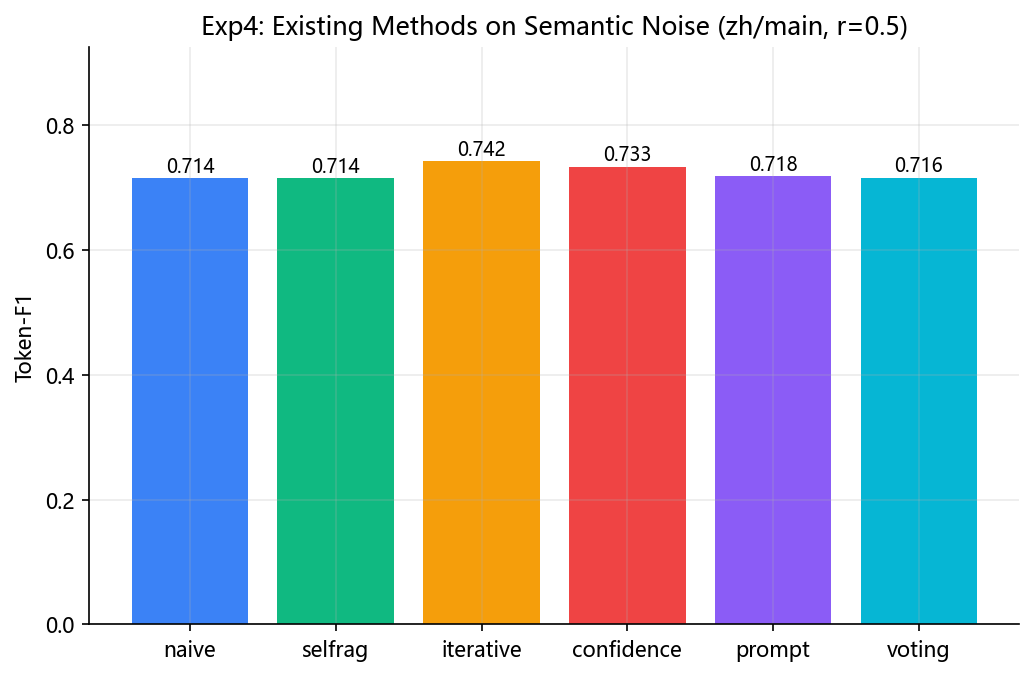 Exp4: Existing Methods on Semantic Noise (zh/main, r=0.5)
Token-F1
0.8
0.6
0.4
0.2
0.0
0.714
0.714
0.742
0.733
0.718
0.716
naive
selfrag
iterative
confidence
prompt
voting